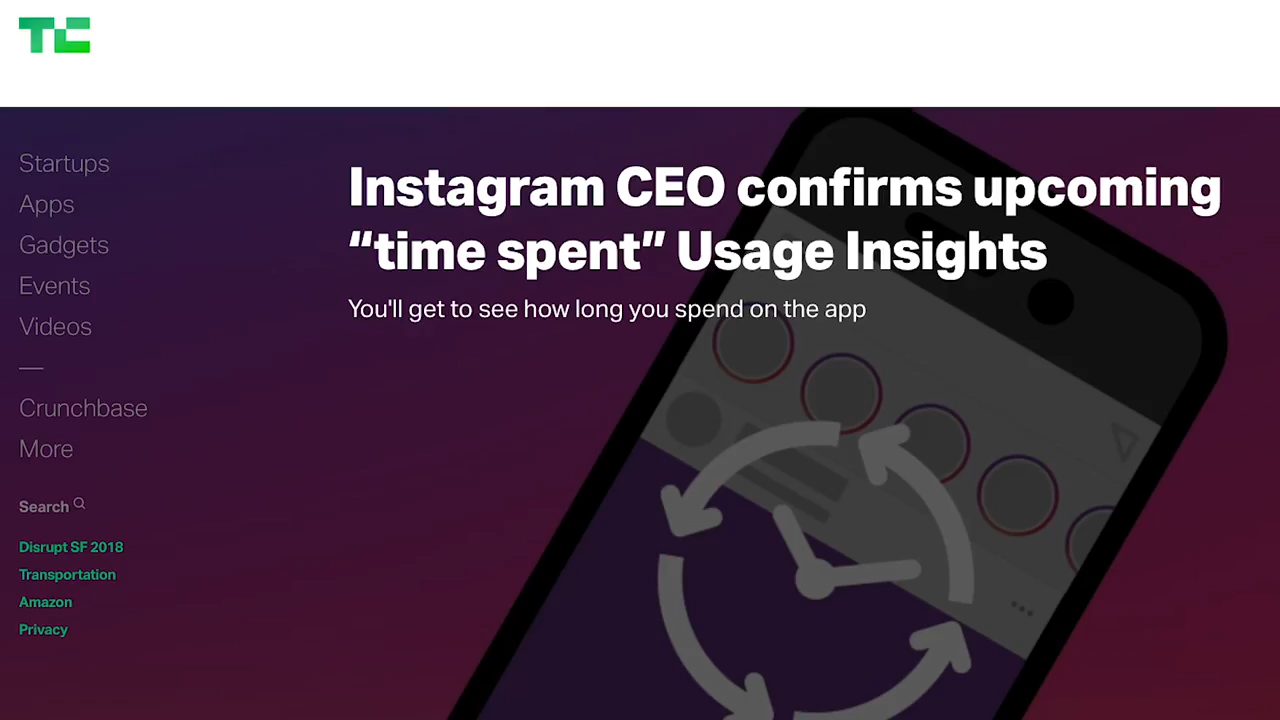 TC
Startups
Apps
Gadgets
Events
Videos
—
Crunchbase
More
Search
Disrupt SF 2018
Transportation
Amazon
Privacy
Instagram CEO confirms upcoming
“time spent” Usage Insights
You'll get to see how long you spend on the app